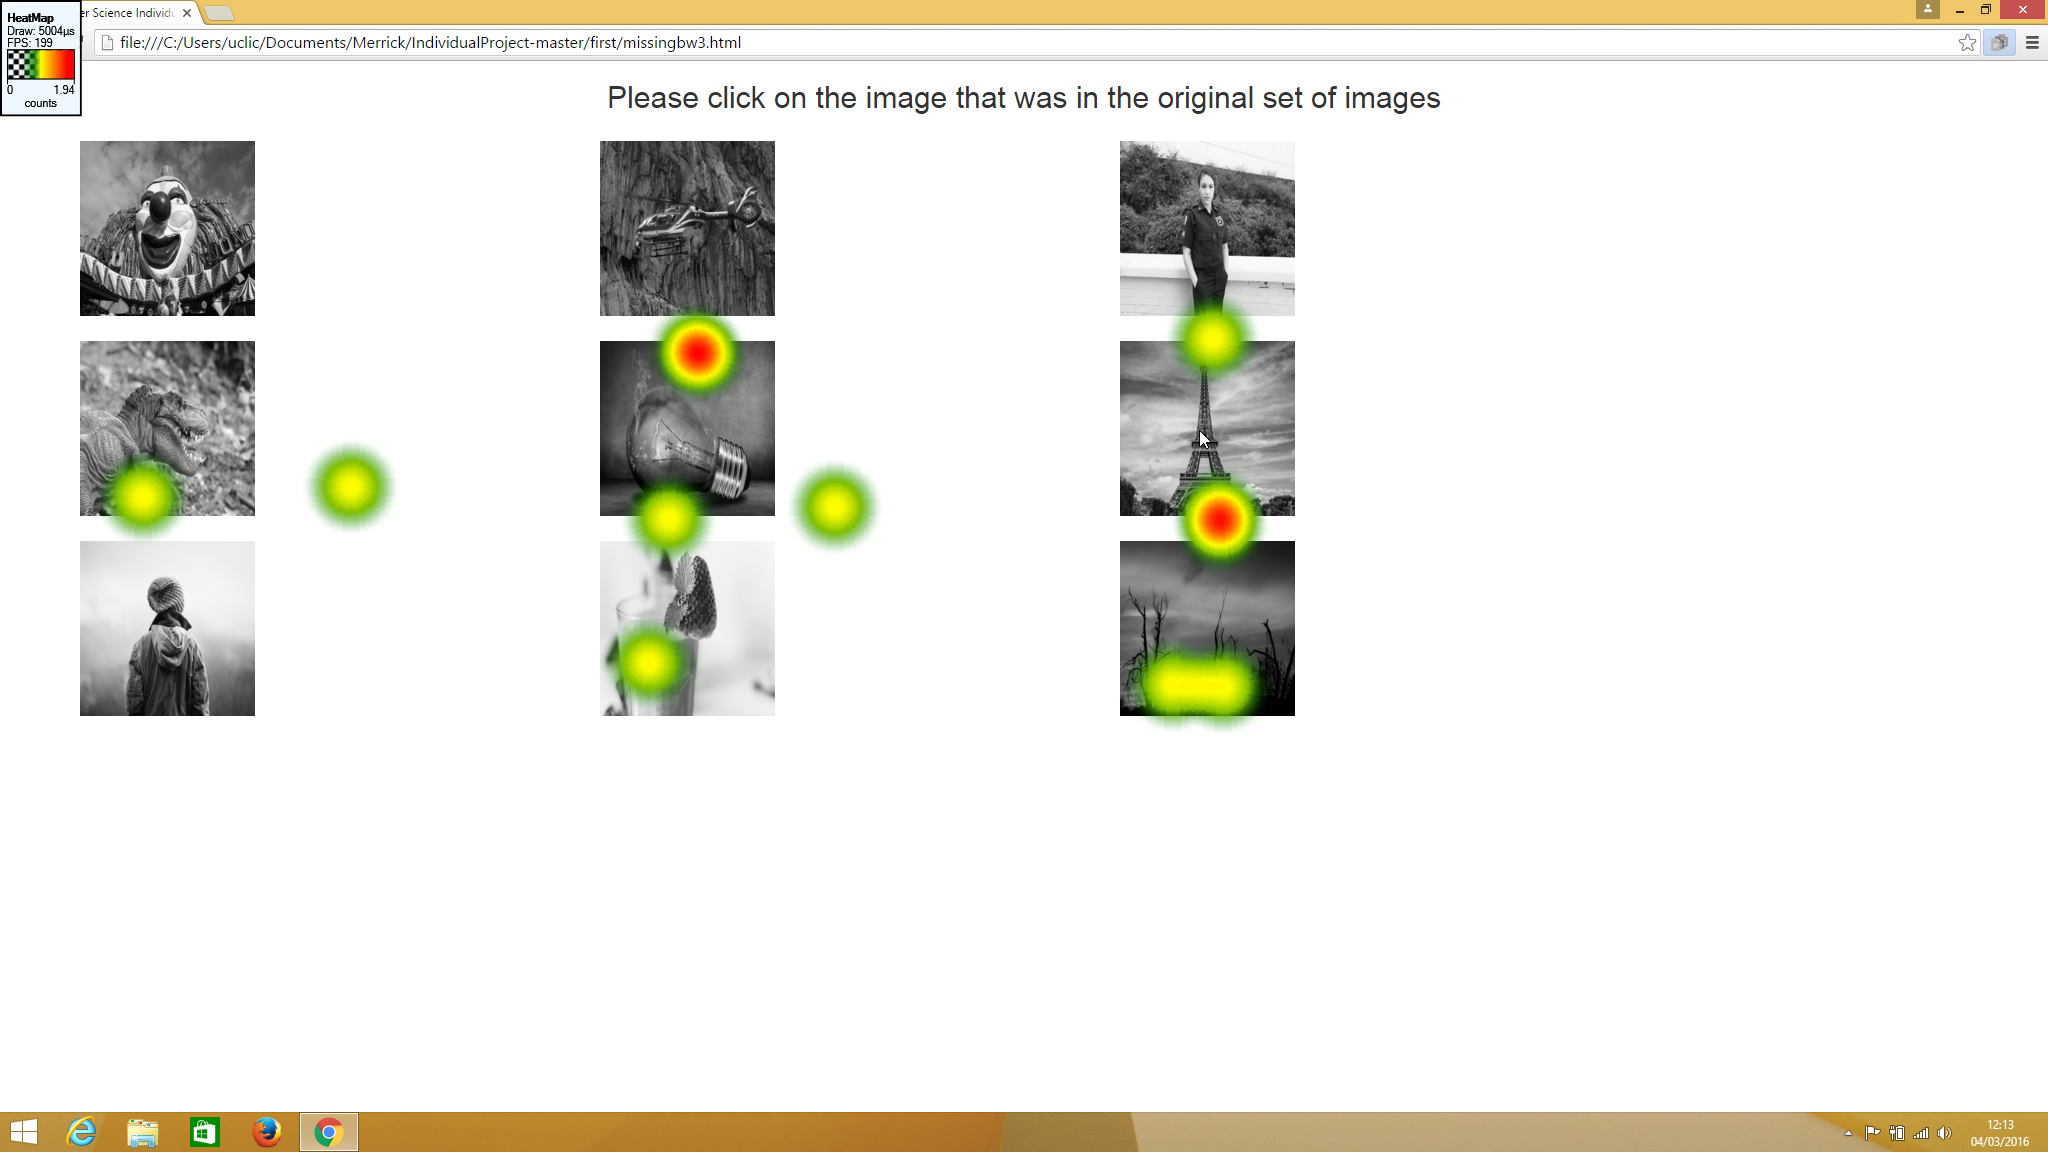 HeatMap
Draw: 5004µs
FPS: 199
0 1.94
counts
er Science Individu
file:///C:/Users/uclic/Documents/Merrick/IndividualProject-master/first/missingbw3.html
Please click on the image that was in the original set of images
12:13
04/03/2016